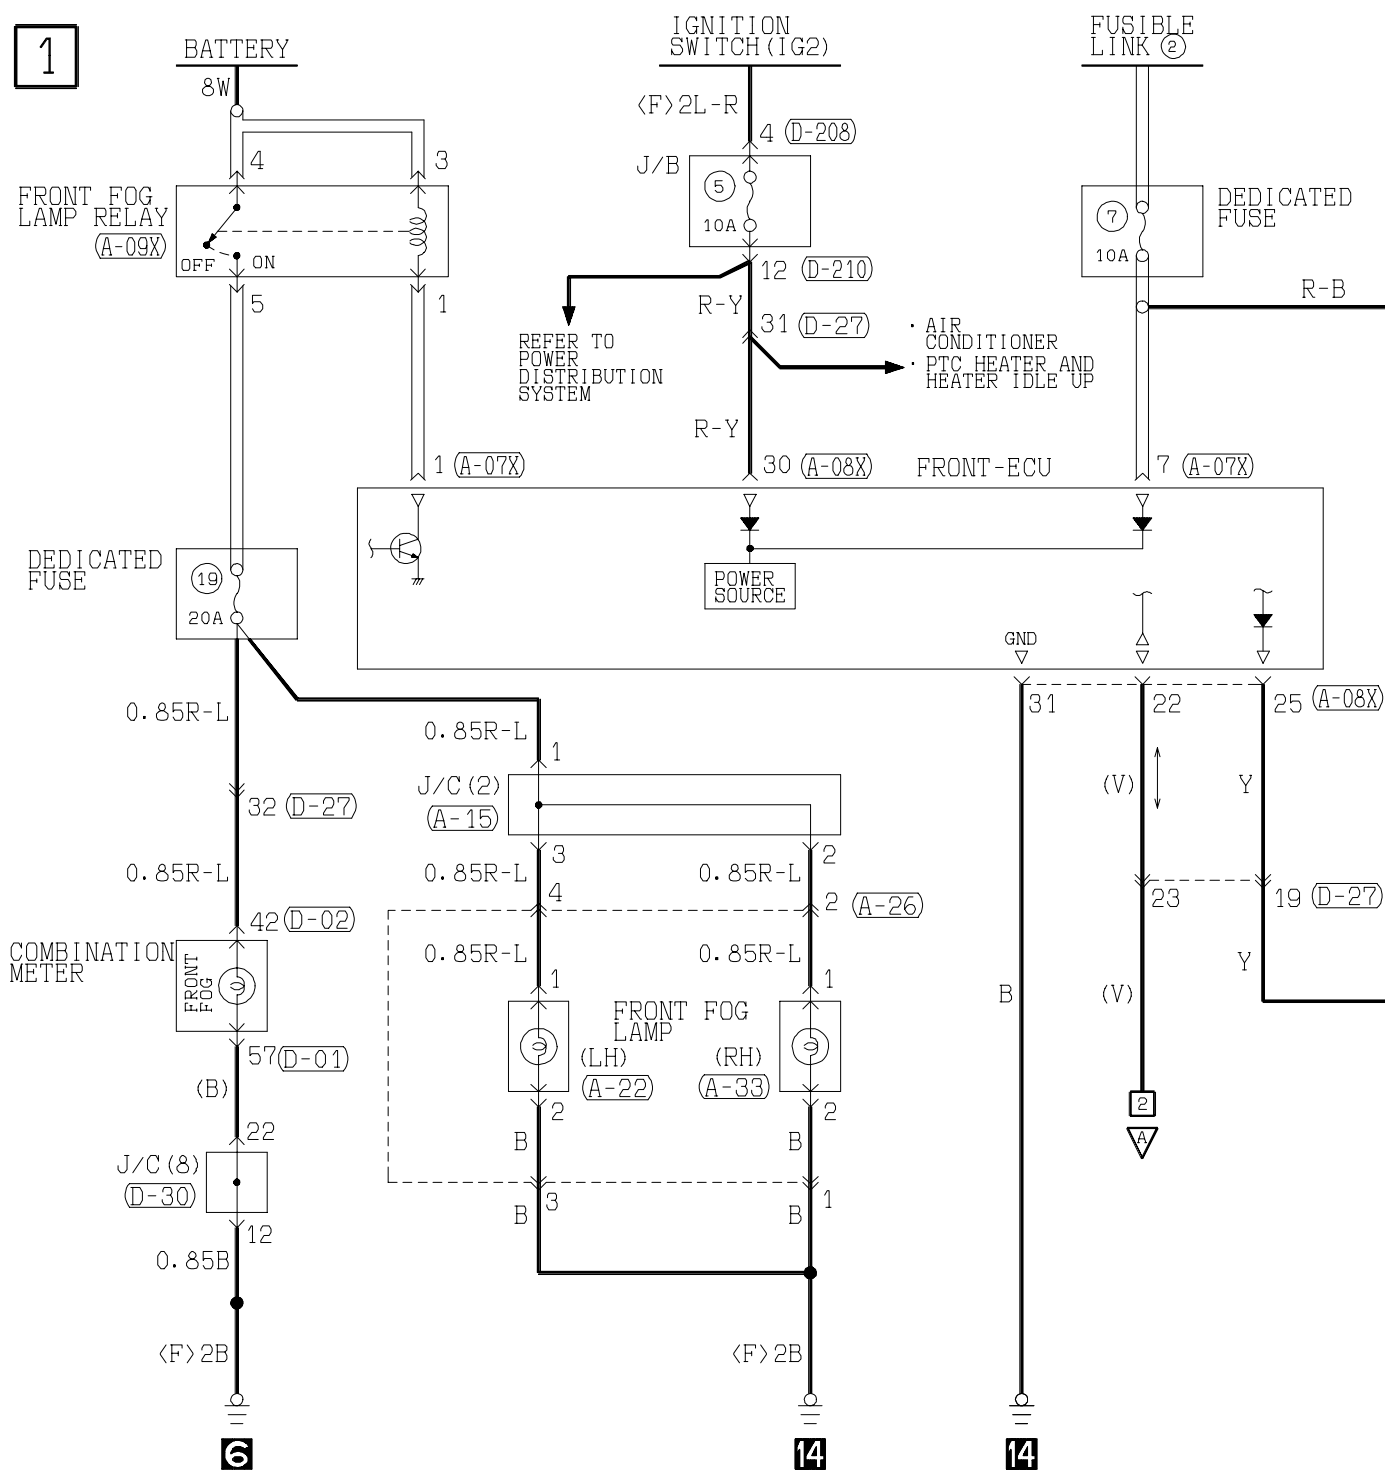 1
BATTERY
IGNITION
SWITCH(IG2)
FUSIBLE
LINK ②
8W
〈F〉2L-R
4 (D-208)
4
3
J/B
5
10A
FRONT FOG
LAMP RELAY
(A-09X)
OFF
ON
7
10A
DEDICATED
FUSE
12 (D-210)
5
1
R-Y
R-B
31 (D-27)
REFER TO
POWER
DISTRIBUTION
SYSTEM
· AIR
CONDITIONER
· PTC HEATER AND
HEATER IDLE UP
R-Y
1 (A-07X)
30 (A-08X)
FRONT-ECU
7 (A-07X)
DEDICATED
FUSE
19
20A
POWER
SOURCE
GND
31
22
25 (A-08X)
0.85R-L
0.85R-L
1
J/C(2)
(A-15)
(V)
Y
32 (D-27)
3
2
0.85R-L
0.85R-L
0.85R-L
4
2 (A-26)
23
19 (D-27)
42 (D-02)
COMBINATION
METER
FRONT
FOG
0.85R-L
0.85R-L
Y
1
1
B
(V)
FRONT FOG
LAMP
(LH)
(A-22)
(RH)
(A-33)
57 (D-01)
(B)
2
2
2
A
22
B
B
J/C(8)
(D-30)
3
1
12
B
B
0.85B
〈F〉2B
〈F〉2B
6
14
14